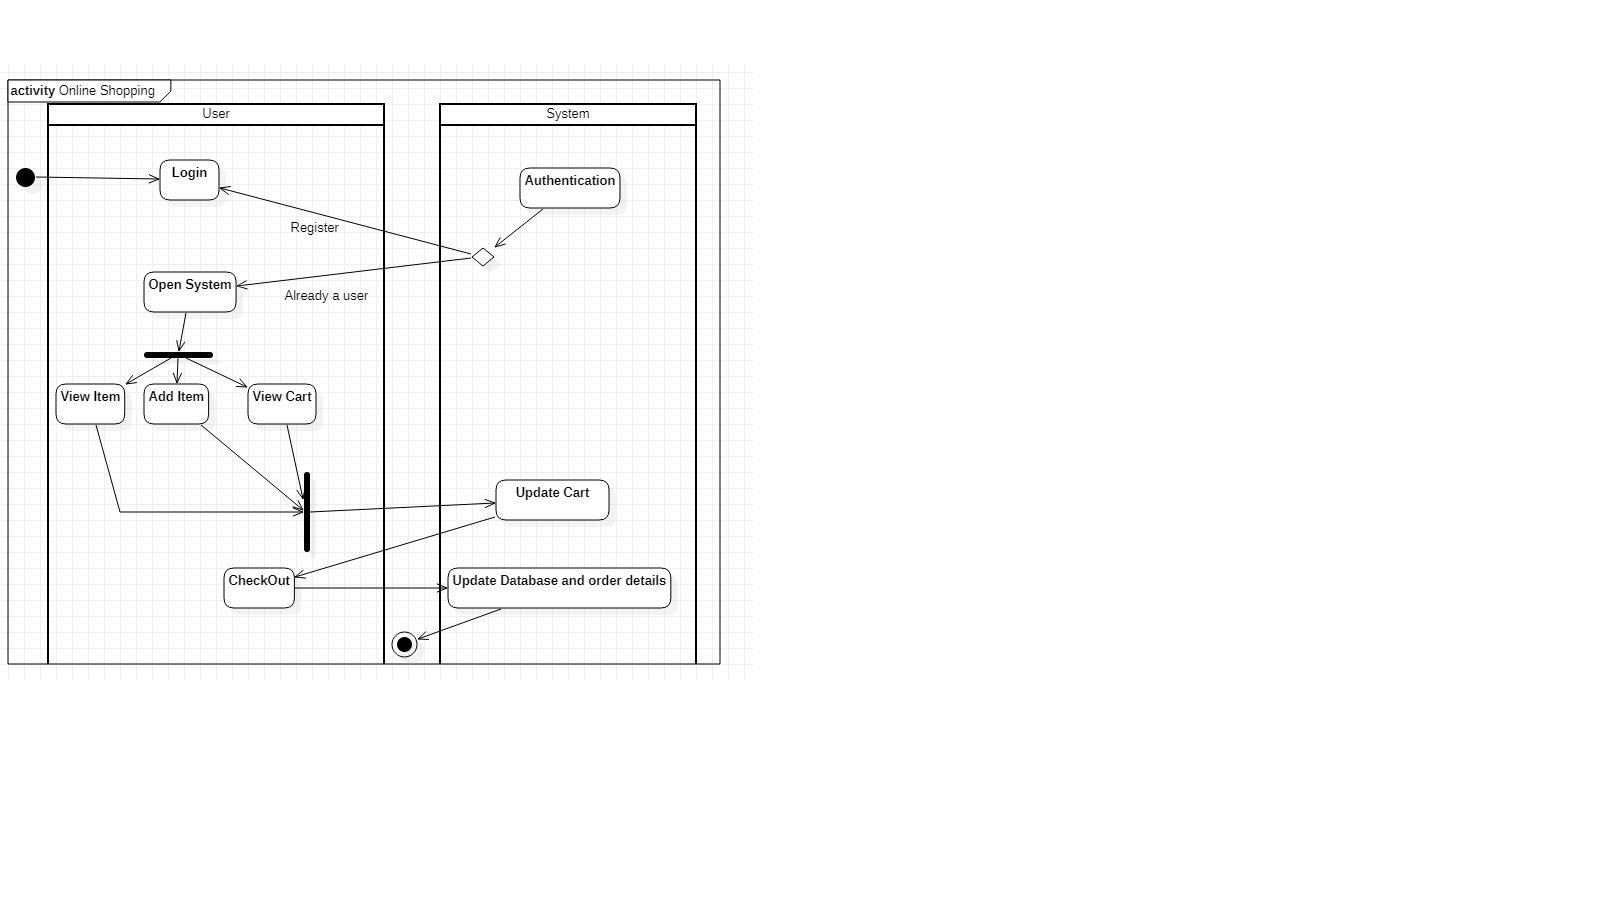 activity Online Shopping
User
System
Login
Authentication
Register
Open System
Already a user
View Item
Add Item
View Cart
Update Cart
CheckOut
Update Database and order details